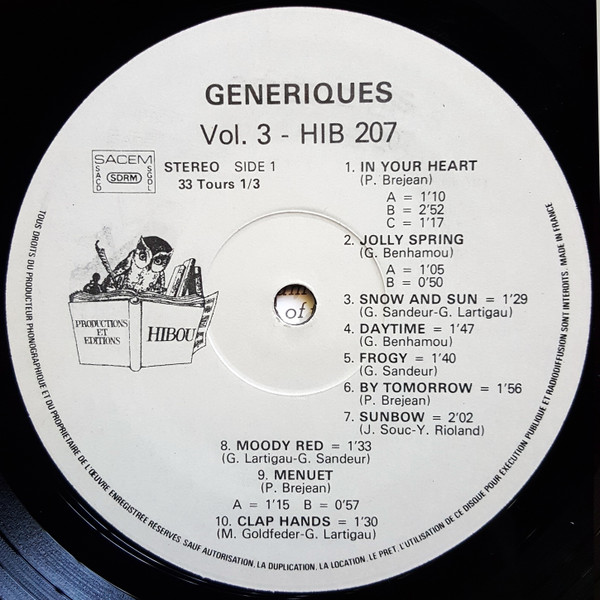 GENERIQUES
Vol. 3 - HIB 207
SACEM
SACD
SDRM
SGDL
STEREO SIDE 1
33 Tours 1/3
1. IN YOUR HEART
(P. Brejean)
A = 1'10
B = 2'52
C = 1'17
2. JOLLY SPRING
(G. Benhamou)
A = 1'05
B = 0'50
3. SNOW AND SUN = 1'29
(G. Sandeur-G. Lartigau)
4. DAYTIME = 1'47
(G. Benhamou)
5. FROGY = 1'40
(G. Sandeur)
6. BY TOMORROW = 1'56
(P. Brejean)
7. SUNBOW = 2'02
(J. Souc-Y. Rioland)
8. MOODY RED = 1'33
(G. Lartigau-G. Sandeur)
9. MENUET
(P. Brejean)
A = 1'15 B = 0'57
10. CLAP HANDS = 1'30
(M. Goldfeder-G. Lartigau)
PRODUCTIONS
ET
EDITIONS
HIBOU
of
TOUS DROITS DU PRODUCTEUR PHONOGRAPHIQUE ET DU PROPRIETAIRE DE L'ŒUVRE ENREGISTREE RESERVES SAUF AUTORISATION, LA DUPLICATION, LA LOCATION, LE PRET, L'UTILISATION DE CE DISQUE POUR EXECUTION PUBLIQUE ET RADIODIFFUSION SONT INTERDITS. MADE IN FRANCE